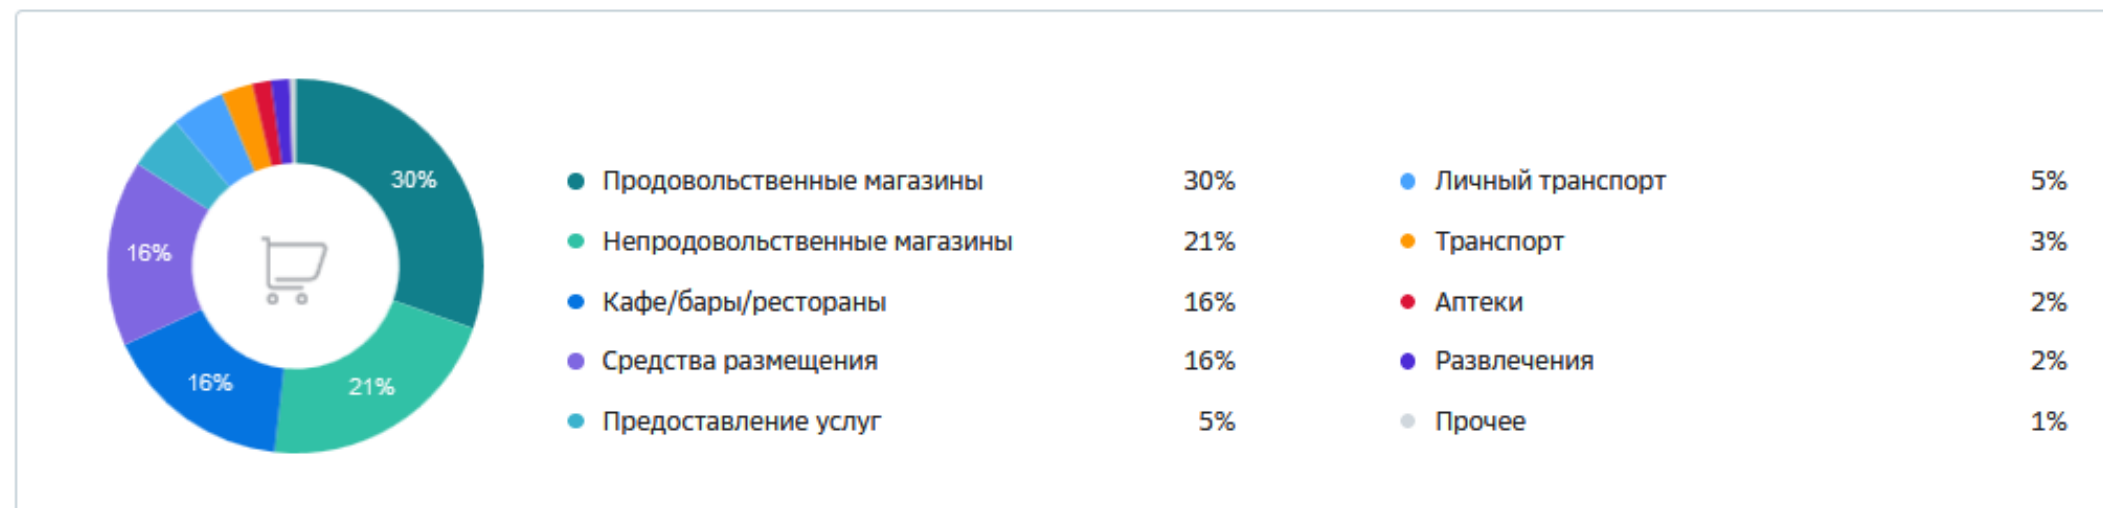 30%
16%
16%
21%
Продовольственные магазины 30%
Непродовольственные магазины 21%
Кафе/бары/рестораны 16%
Средства размещения 16%
Предоставление услуг 5%
Личный транспорт 5%
Транспорт 3%
Аптеки 2%
Развлечения 2%
Прочее 1%